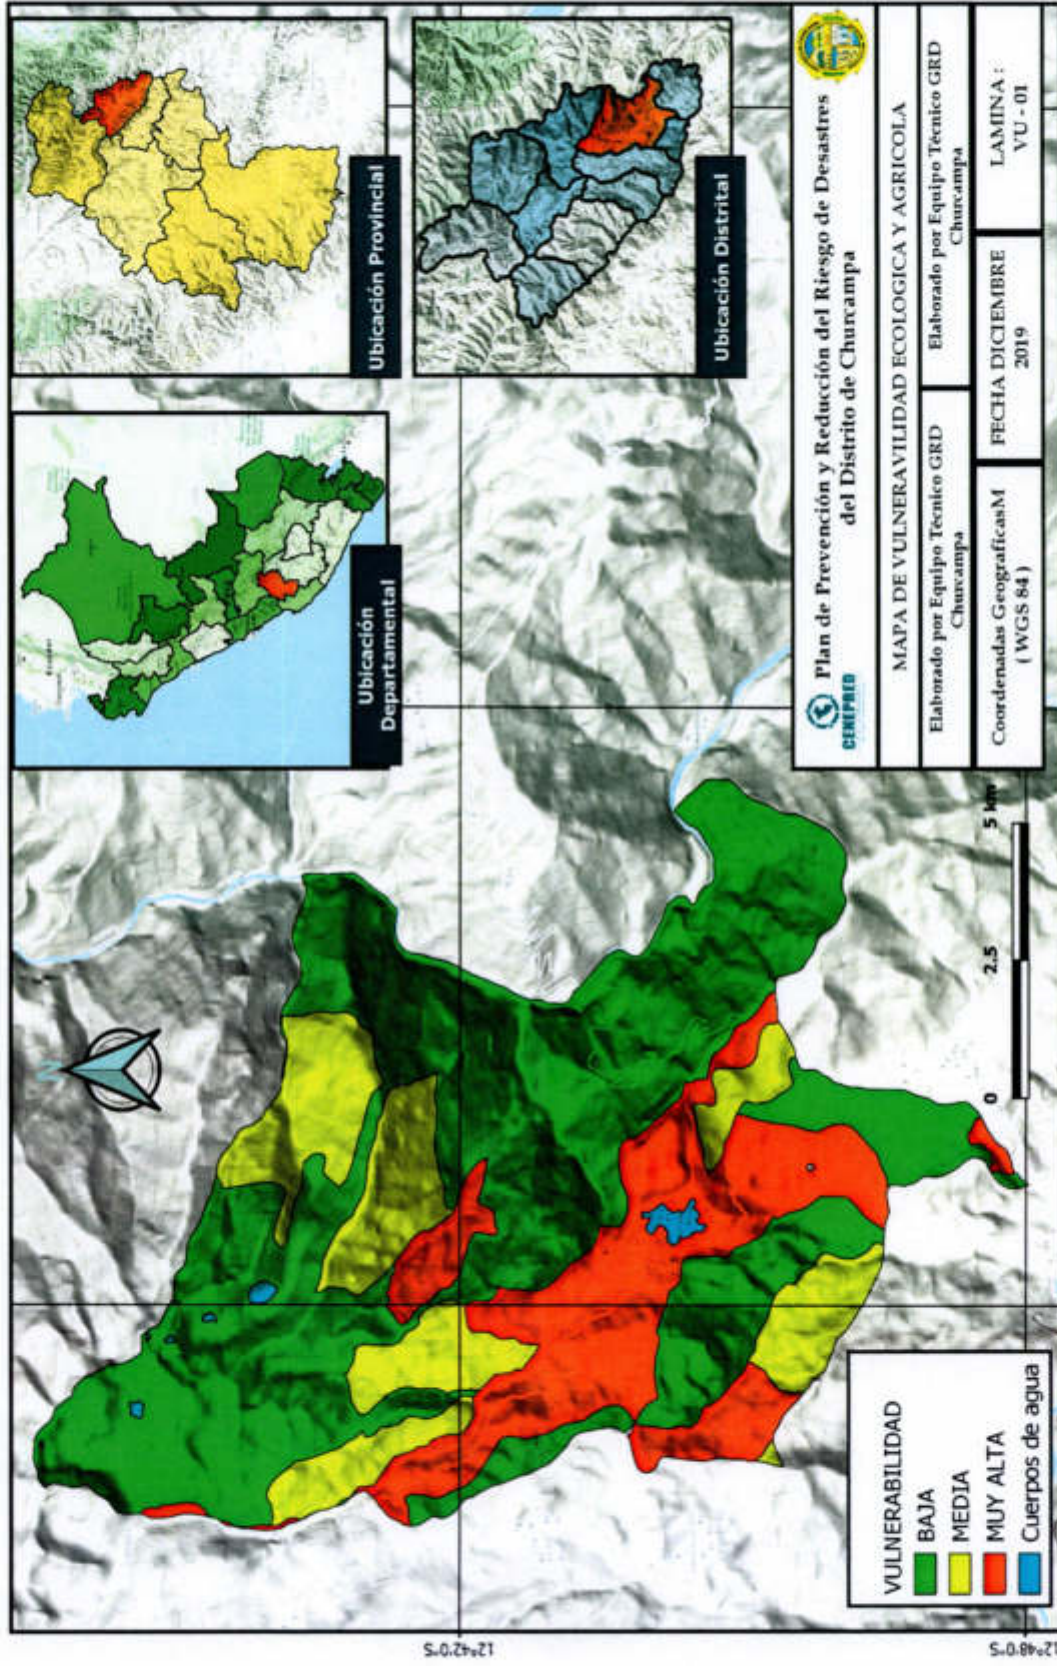 Ubicación
Departamental
Ubicación Provincial
Ubicación Distrital
CENEPRED
Plan de Prevención y Reducción del Riesgo de Desastres
del Distrito de Churcampa
MAPA DE VULNERAVILIDAD ECOLOGICA Y AGRICOLA
Elaborado por Equipo Técnico GRD
Churcampa
Elaborado por Equipo Técnico GRD
Churcampa
Coordenadas GeograficasM
( WGS 84 )
FECHA DICIEMBRE
2019
LAMINA :
VU - 01
0 2.5 5 km
VULNERABILIDAD
BAJA
MEDIA
MUY ALTA
Cuerpos de agua
12°42'0"S
12°48'0"S